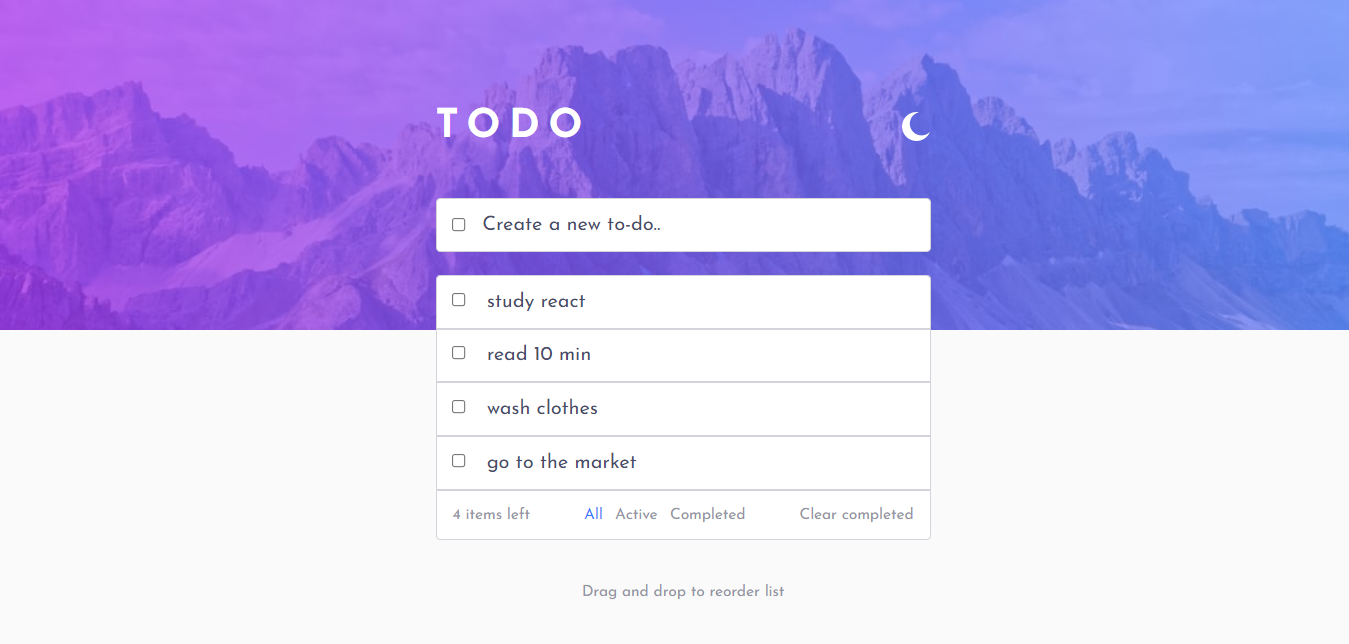 TODO
Create a new to-do..
study react
read 10 min
wash clothes
go to the market
4 items left All Active Completed Clear completed
Drag and drop to reorder list